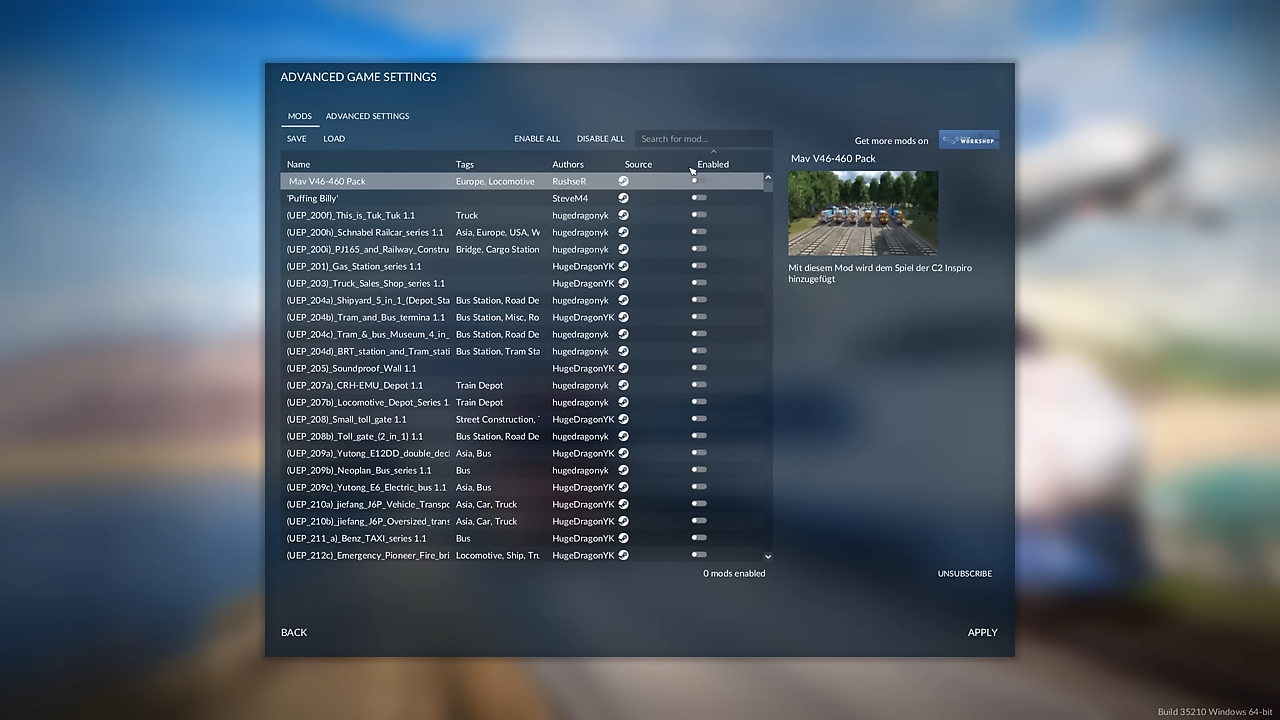 ADVANCED GAME SETTINGS
MODS ADVANCED SETTINGS
SAVE LOAD ENABLE ALL DISABLE ALL Search for mod... Get more mods on WORKSHOP
Name Tags Authors Source Enabled
Mav V46-460 Pack Europe, Locomotive RushseR
'Puffing Billy' SteveM4
(UEP_200f)_This_is_Tuk_Tuk 1.1 Truck hugedragonyk
(UEP_200h)_Schnabel Railcar_series 1.1 Asia, Europe, USA, W hugedragonyk
(UEP_200i)_PJ165_and_Railway_Constru Bridge, Cargo Station hugedragonyk
(UEP_201)_Gas_Station_series 1.1 HugeDragonYK
(UEP_203)_Truck_Sales_Shop_series 1.1 HugeDragonYK
(UEP_204a)_Shipyard_5_in_1_(Depot_Sta Bus Station, Road De hugedragonyk
(UEP_204b)_Tram_and_Bus_termina 1.1 Bus Station, Misc, Ro HugeDragonYK
(UEP_204c)_Tram_&_bus_Museum_4_in_ Bus Station, Road De hugedragonyk
(UEP_204d)_BRT_station_and_Tram_stati Bus Station, Tram Sta hugedragonyk
(UEP_205)_Soundproof_Wall 1.1 HugeDragonYK
(UEP_207a)_CRH-EMU_Depot 1.1 Train Depot hugedragonyk
(UEP_207b)_Locomotive_Depot_Series 1. Train Depot hugedragonyk
(UEP_208)_Small_toll_gate 1.1 Street Construction, HugeDragonYK
(UEP_208b)_Toll_gate_(2_in_1) 1.1 Bus Station, Road De hugedragonyk
(UEP_209a)_Yutong_E12DD_double_decl Asia, Bus HugeDragonYK
(UEP_209b)_Neoplan_Bus_series 1.1 Bus hugedragonyk
(UEP_209c)_Yutong_E6_Electric_bus 1.1 Asia, Bus HugeDragonYK
(UEP_210a)_jiefang_J6P_Vehicle_Transpc Asia, Car, Truck HugeDragonYK
(UEP_210b)_jiefang_J6P_Oversized_trans Asia, Car, Truck HugeDragonYK
(UEP_211_a)_Benz_TAXI_series 1.1 Bus HugeDragonYK
(UEP_212c)_Emergency_Pioneer_Fire_bri Locomotive, Ship, Tru HugeDragonYK
Mav V46-460 Pack
Mit diesem Mod wird dem Spiel der C2 Inspiro
hinzugefügt
0 mods enabled UNSUBSCRIBE
BACK APPLY
Build 35210 Windows 64-bit